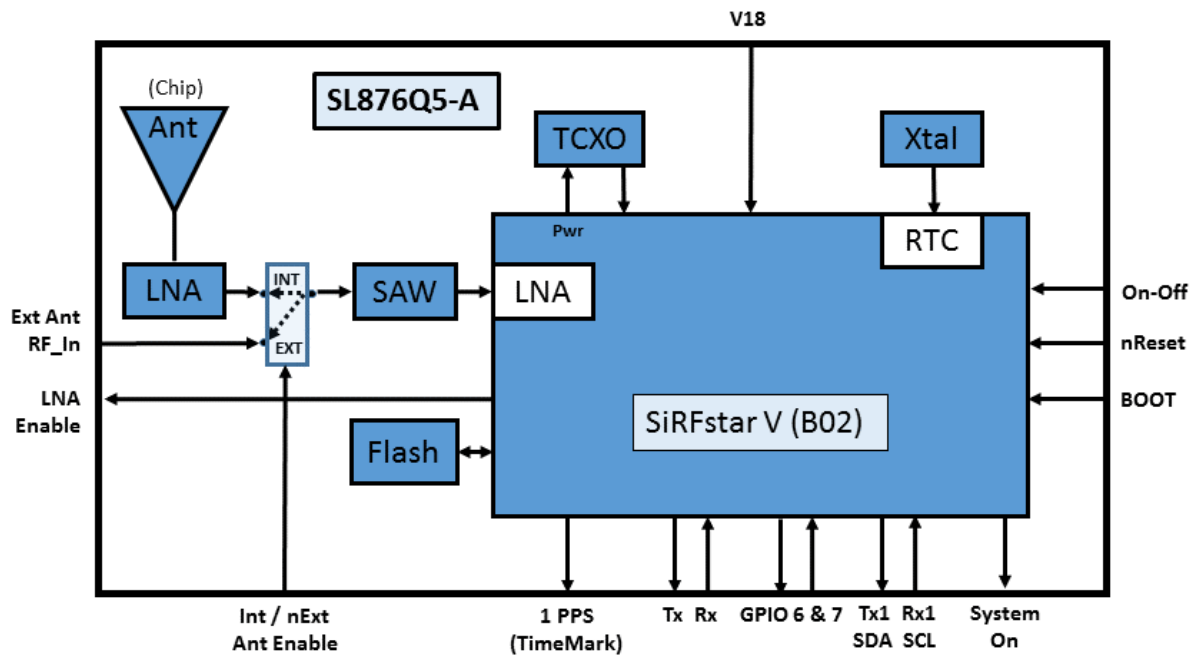 V18
(Chip)
Ant
SL876Q5-A
TCXO
Xtal
Pwr
RTC
LNA
INT
SAW
LNA
On-Off
Ext Ant
RF_In
EXT
nReset
LNA
Enable
BOOT
SiRFstar V (B02)
Flash
Int / nExt
Ant Enable
1 PPS
(TimeMark)
Tx
Rx
GPIO 6 & 7
Tx1
SDA
Rx1
SCL
System
On